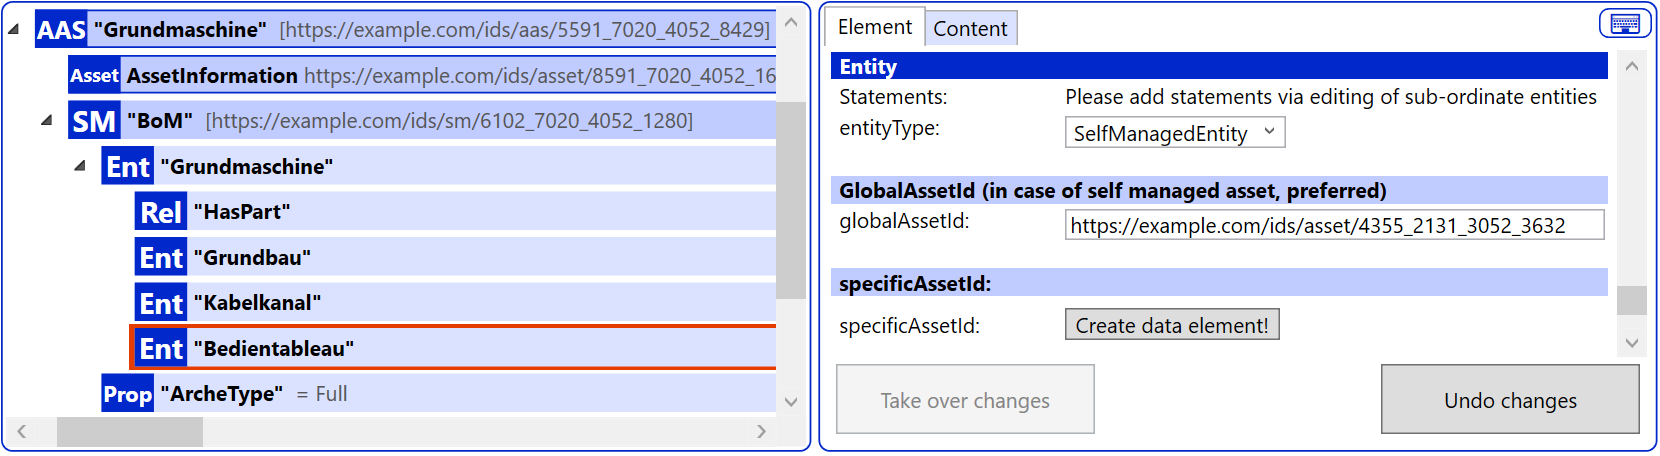 AAS "Grundmaschine" [https://example.com/ids/aas/5591_7020_4052_8429]
Asset AssetInformation https://example.com/ids/asset/8591_7020_4052_16
SM "BoM" [https://example.com/ids/sm/6102_7020_4052_1280]
Ent "Grundmaschine"
Rel "HasPart"
Ent "Grundbau"
Ent "Kabelkanal"
Ent "Bedientableau"
Prop "ArcheType" = Full
Element Content
Entity
Statements: Please add statements via editing of sub-ordinate entities
entityType: SelfManagedEntity
GlobalAssetId (in case of self managed asset, preferred)
globalAssetId: https://example.com/ids/asset/4355_2131_3052_3632
specificAssetId:
specificAssetId: Create data element!
Take over changes Undo changes